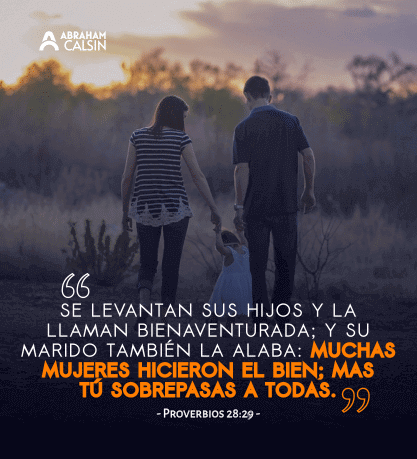 ABRAHAM
CALSIN
“
SE LEVANTAN SUS HIJOS Y LA
LLAMAN BIENAVENTURADA; Y SU
MARIDO TAMBIÉN LA ALABA: MUCHAS
MUJERES HICIERON EL BIEN; MAS
TÚ SOBREPASAS A TODAS.
”
- PROVERBIOS 28:29 -